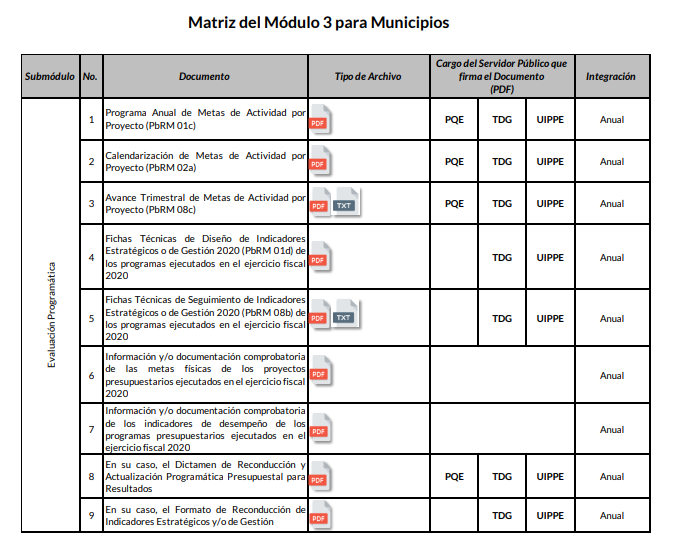 Matriz del Módulo 3 para Municipios
Submódulo No. Documento Tipo de Archivo Cargo del Servidor Público que
firma el Documento
(PDF) Integración
Evaluación Programática
1 Programa Anual de Metas de Actividad por
Proyecto (PbRM 01c) PDF PQE TDG UIPPE Anual
2 Calendarización de Metas de Actividad por
Proyecto (PbRM 02a) PDF PQE TDG UIPPE Anual
3 Avance Trimestral de Metas de Actividad por
Proyecto (PbRM 08c) PDF TXT PQE TDG UIPPE Anual
4 Fichas Técnicas de Diseño de Indicadores
Estratégicos o de Gestión 2020 (PbRM 01d) de
los programas ejecutados en el ejercicio fiscal
2020 PDF TDG UIPPE Anual
5 Fichas Técnicas de Seguimiento de Indicadores
Estratégicos o de Gestión 2020 (PbRM 08b) de
los programas ejecutados en el ejercicio fiscal
2020 PDF TXT TDG UIPPE Anual
6 Información y/o documentación comprobatoria
de las metas físicas de los proyectos
presupuestarios ejecutados en el ejercicio fiscal
2020 PDF Anual
7 Información y/o documentación comprobatoria
de los indicadores de desempeño de los
programas presupuestarios ejecutados en el
ejercicio fiscal 2020 PDF Anual
8 En su caso, el Dictamen de Reconducción y
Actualización Programática Presupuestal para
Resultados PDF PQE TDG UIPPE Anual
9 En su caso, el Formato de Reconducción de
Indicadores Estratégicos y/o de Gestión PDF TDG UIPPE Anual